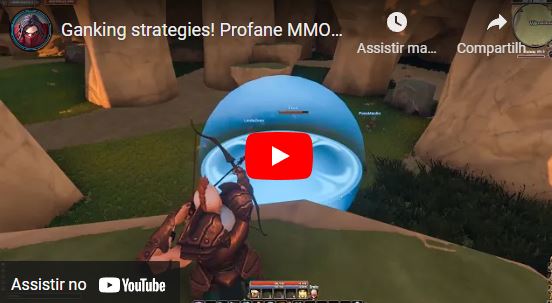 Ganking strategies! Profane MMO...
Assistir ma...
Compartilh...
Assistir no YouTube